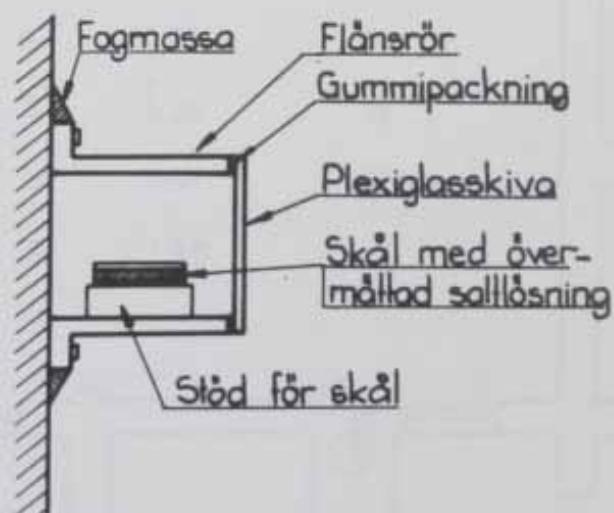 Fogmassa
Flänsrör
Gummipackning
Plexiglasskiva
Skål med över-
mättad saltlösning
Stöd för skål